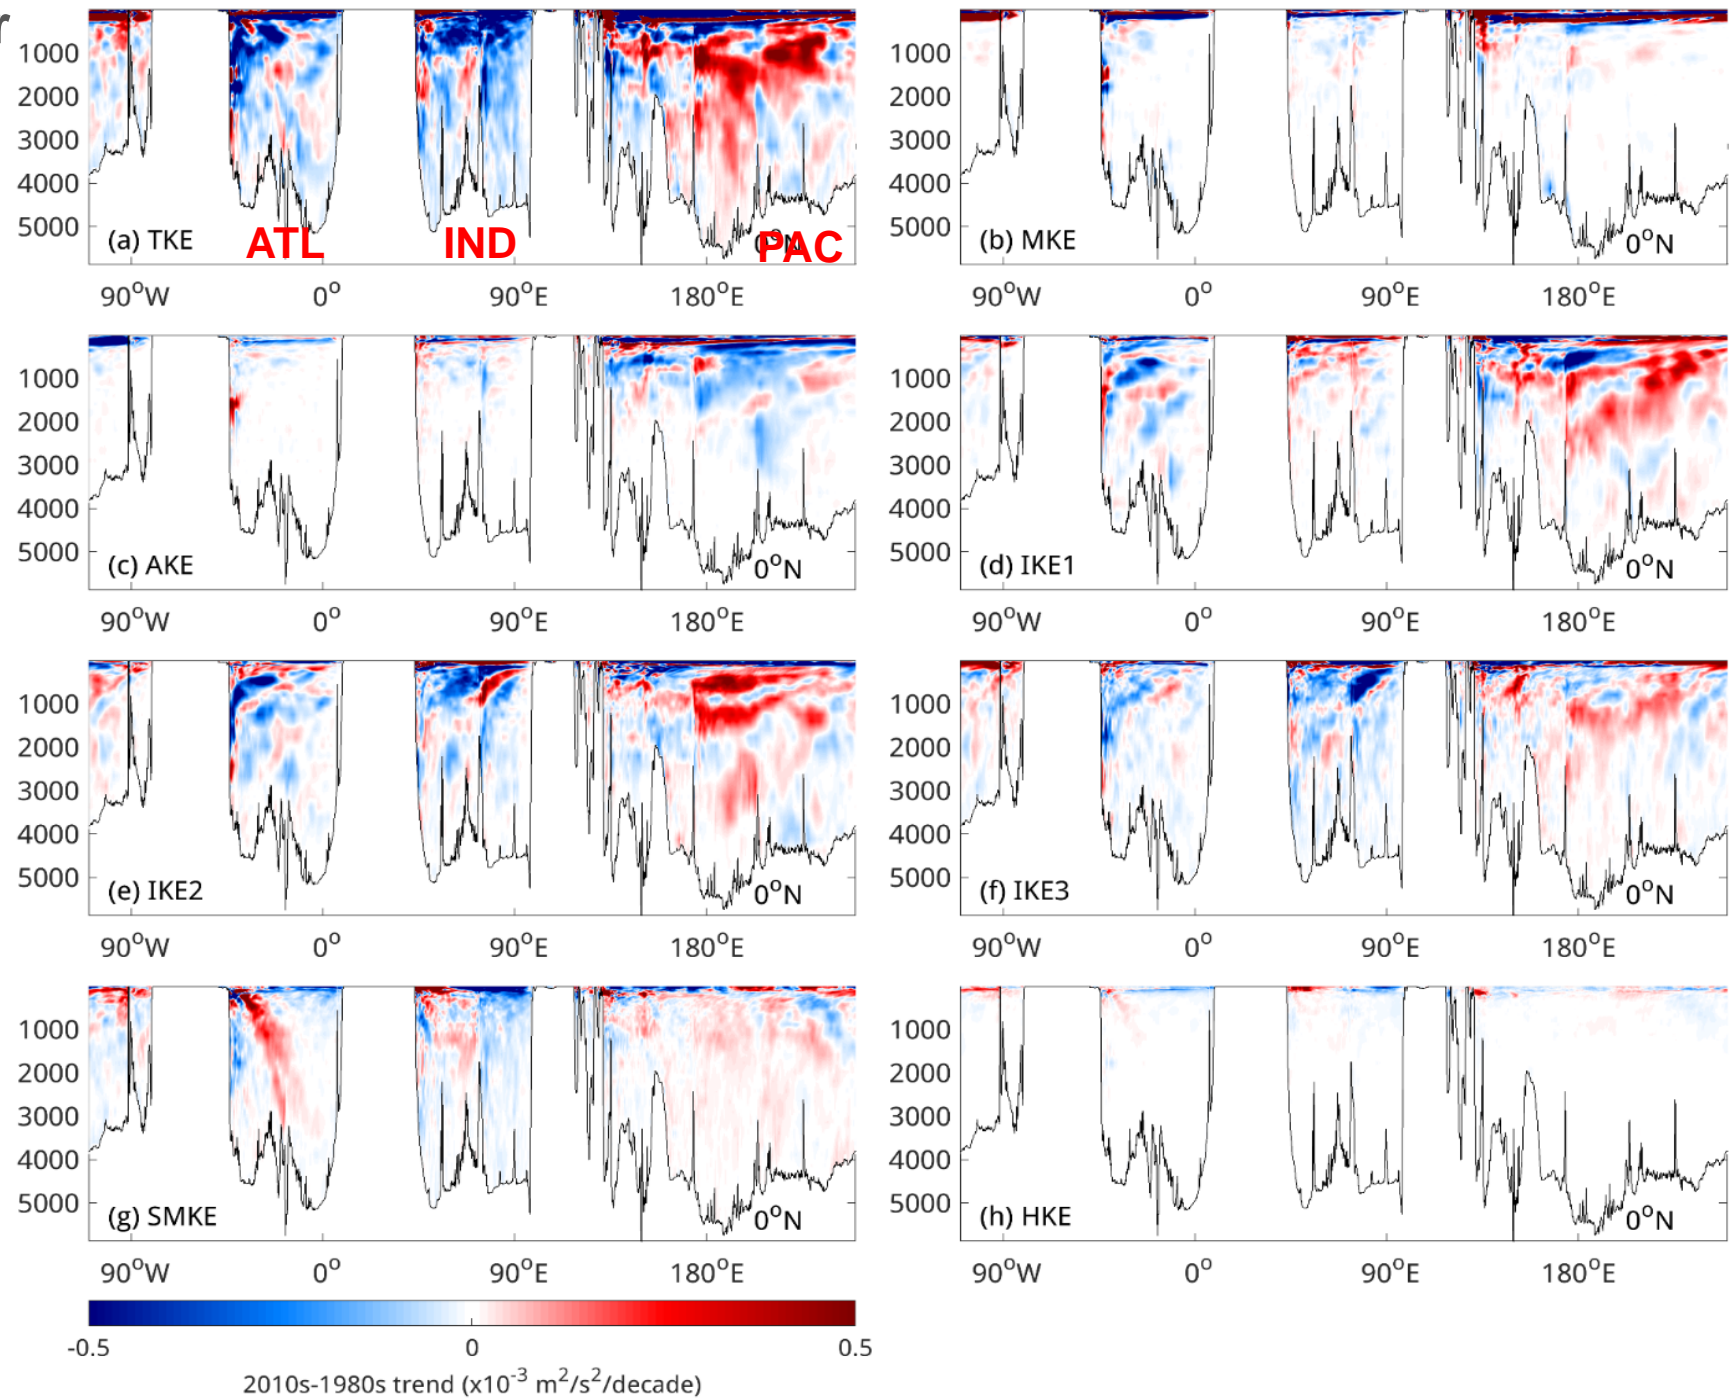 r
1000
2000
3000
4000
5000
(a) TKE
ATL
IND
0°N
PAC
90°W 0° 90°E 180°E
1000
2000
3000
4000
5000
(b) MKE
0°N
90°W 0° 90°E 180°E
1000
2000
3000
4000
5000
(c) AKE
0°N
90°W 0° 90°E 180°E
1000
2000
3000
4000
5000
(d) IKE1
0°N
90°W 0° 90°E 180°E
1000
2000
3000
4000
5000
(e) IKE2
0°N
90°W 0° 90°E 180°E
1000
2000
3000
4000
5000
(f) IKE3
0°N
90°W 0° 90°E 180°E
1000
2000
3000
4000
5000
(g) SMKE
0°N
90°W 0° 90°E 180°E
1000
2000
3000
4000
5000
(h) HKE
0°N
90°W 0° 90°E 180°E
-0.5 0 0.5
2010s-1980s trend (x10⁻³ m²/s²/decade)